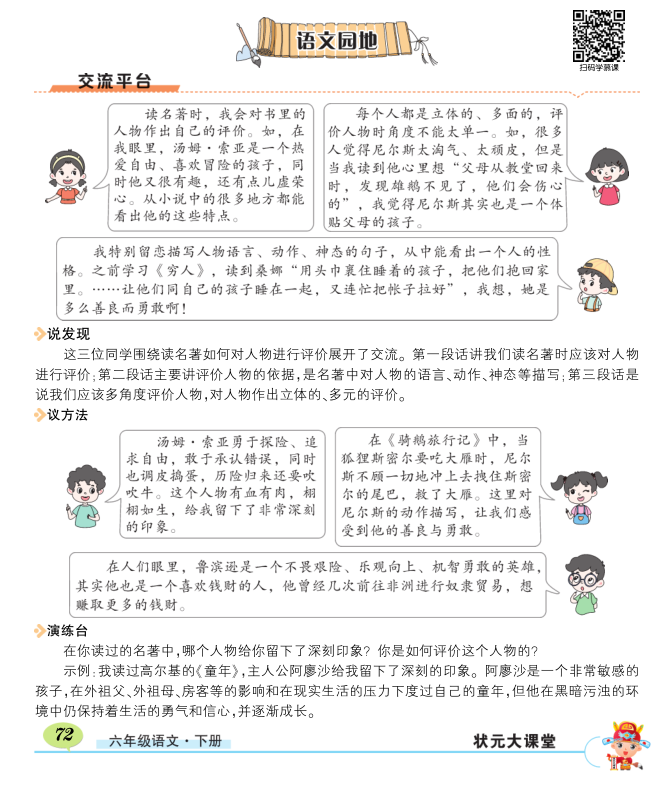 语文园地
扫码学慕课
交流平台
读名著时，我会对书里的
人物作出自己的评价。如，在
我眼里，汤姆·索亚是一个热
爱自由、喜欢冒险的孩子，同
时他又很有趣，还有点儿虚荣
心。从小说中的很多地方都能
看出他的这些特点。
每个人都是立体的、多面的，评
价人物时角度不能太单一。如，很多
人觉得尼尔斯太淘气、太顽皮，但是
当我读到他心里想“父母从教堂回来
时，发现雄鹅不见了，他们会伤心
的”，我觉得尼尔斯其实也是一个体
贴父母的孩子。
我特别留恋描写人物语言、动作、神态的句子，从中能看出一个人的性
格。之前学习《穷人》，读到桑娜“用头巾裹住睡着的孩子，把他们抱回家
里。……让他们同自己的孩子睡在一起，又连忙把帐子拉好”，我想，她是
多么善良而勇敢啊！
说发现
这三位同学围绕读名著如何对人物进行评价展开了交流。第一段话讲我们读名著时应该对人物
进行评价；第二段话主要讲评价人物的依据，是名著中对人物的语言、动作、神态等描写；第三段话是
说我们应该多角度评价人物，对人物作出立体的、多元的评价。
议方法
汤姆·索亚勇于探险、追
求自由，敢于承认错误，同时
也调皮捣蛋，历险归来还要吹
吹牛。这个人物有血有肉，栩
栩如生，给我留下了非常深刻
的印象。
在《骑鹅旅行记》中，当
狐狸斯密尔要吃大雁时，尼尔
斯不顾一切地冲上去拽住斯密
尔的尾巴，救了大雁。这里对
尼尔斯的动作描写，让我们感
受到他的善良与勇敢。
在人们眼里，鲁滨逊是一个不畏艰险、乐观向上、机智勇敢的英雄，
其实他也是一个喜欢钱财的人，他曾经几次前往非洲进行奴隶贸易，想
赚取更多的钱财。
演练台
在你读过的名著中，哪个人物给你留下了深刻印象？你是如何评价这个人物的？
示例：我读过高尔基的《童年》，主人公阿廖沙给我留下了深刻的印象。阿廖沙是一个非常敏感的
孩子，在外祖父、外祖母、房客等的影响和在现实生活的压力下度过自己的童年，但他在黑暗污浊的环
境中仍保持着生活的勇气和信心，并逐渐成长。
72
六年级语文·下册
状元大课堂